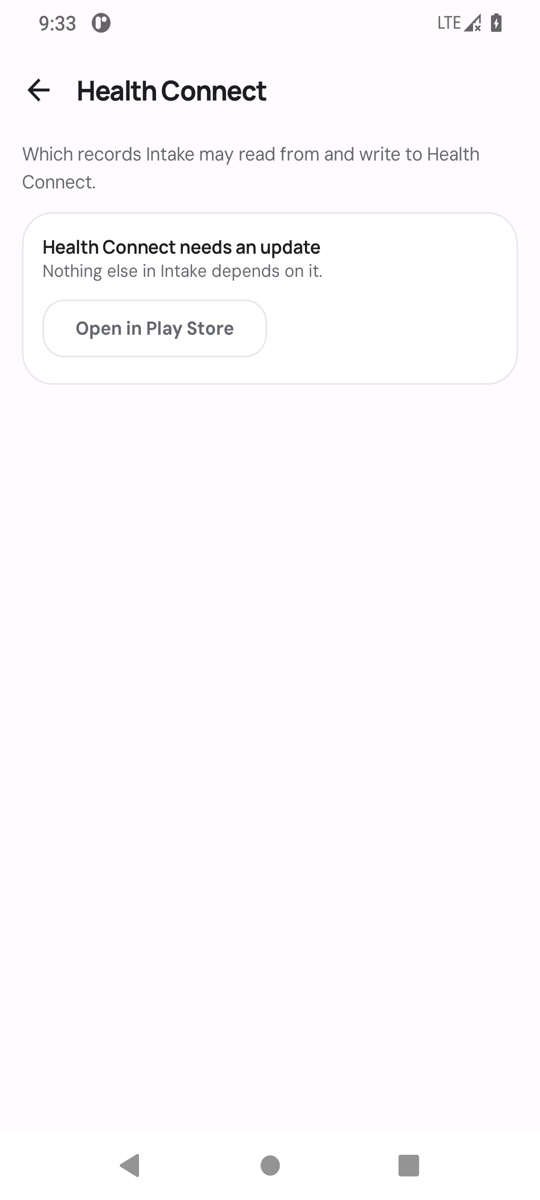 9:33
LTE
Health Connect
Which records Intake may read from and write to Health
Connect.
Health Connect needs an update
Nothing else in Intake depends on it.
Open in Play Store